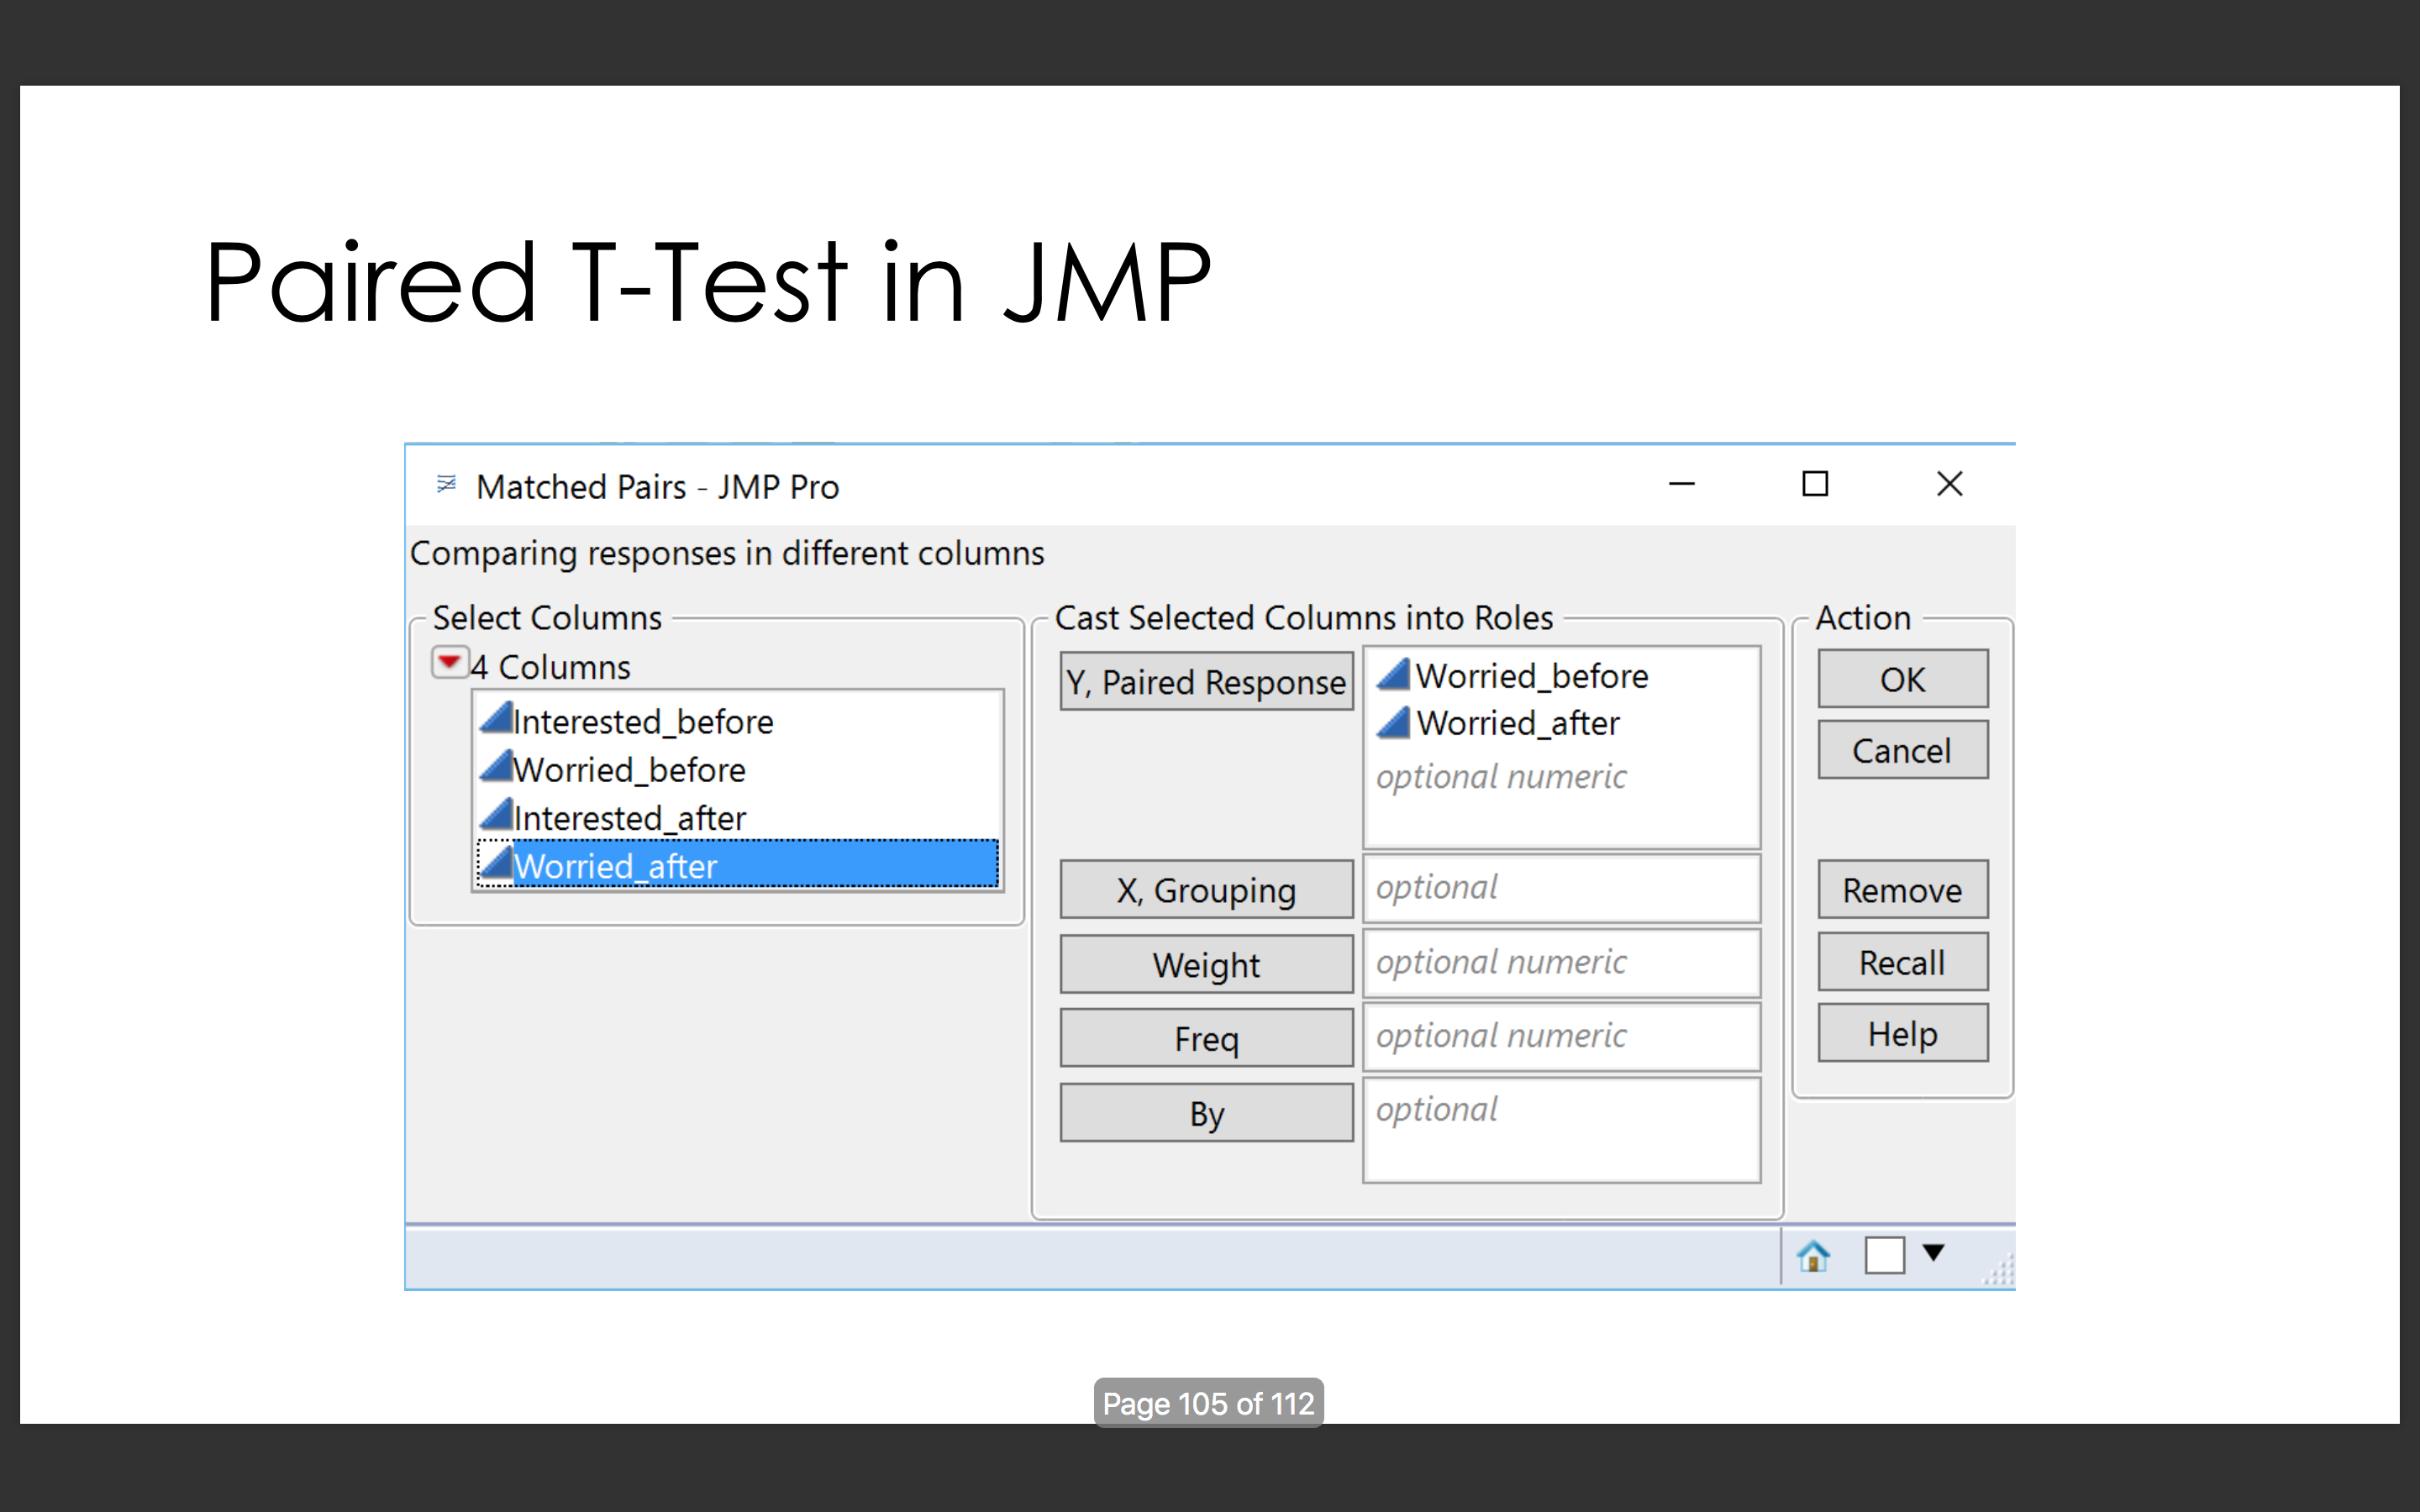 Paired T-Test in JMP
Matched Pairs - JMP Pro
Comparing responses in different columns
Select Columns
4 Columns
Interested_before
Worried_before
Interested_after
Worried_after
Cast Selected Columns into Roles
Y, Paired Response
Worried_before
Worried_after
optional numeric
X, Grouping
optional
Weight
optional numeric
Freq
optional numeric
By
optional
Action
OK
Cancel
Remove
Recall
Help
Page 105 of 112